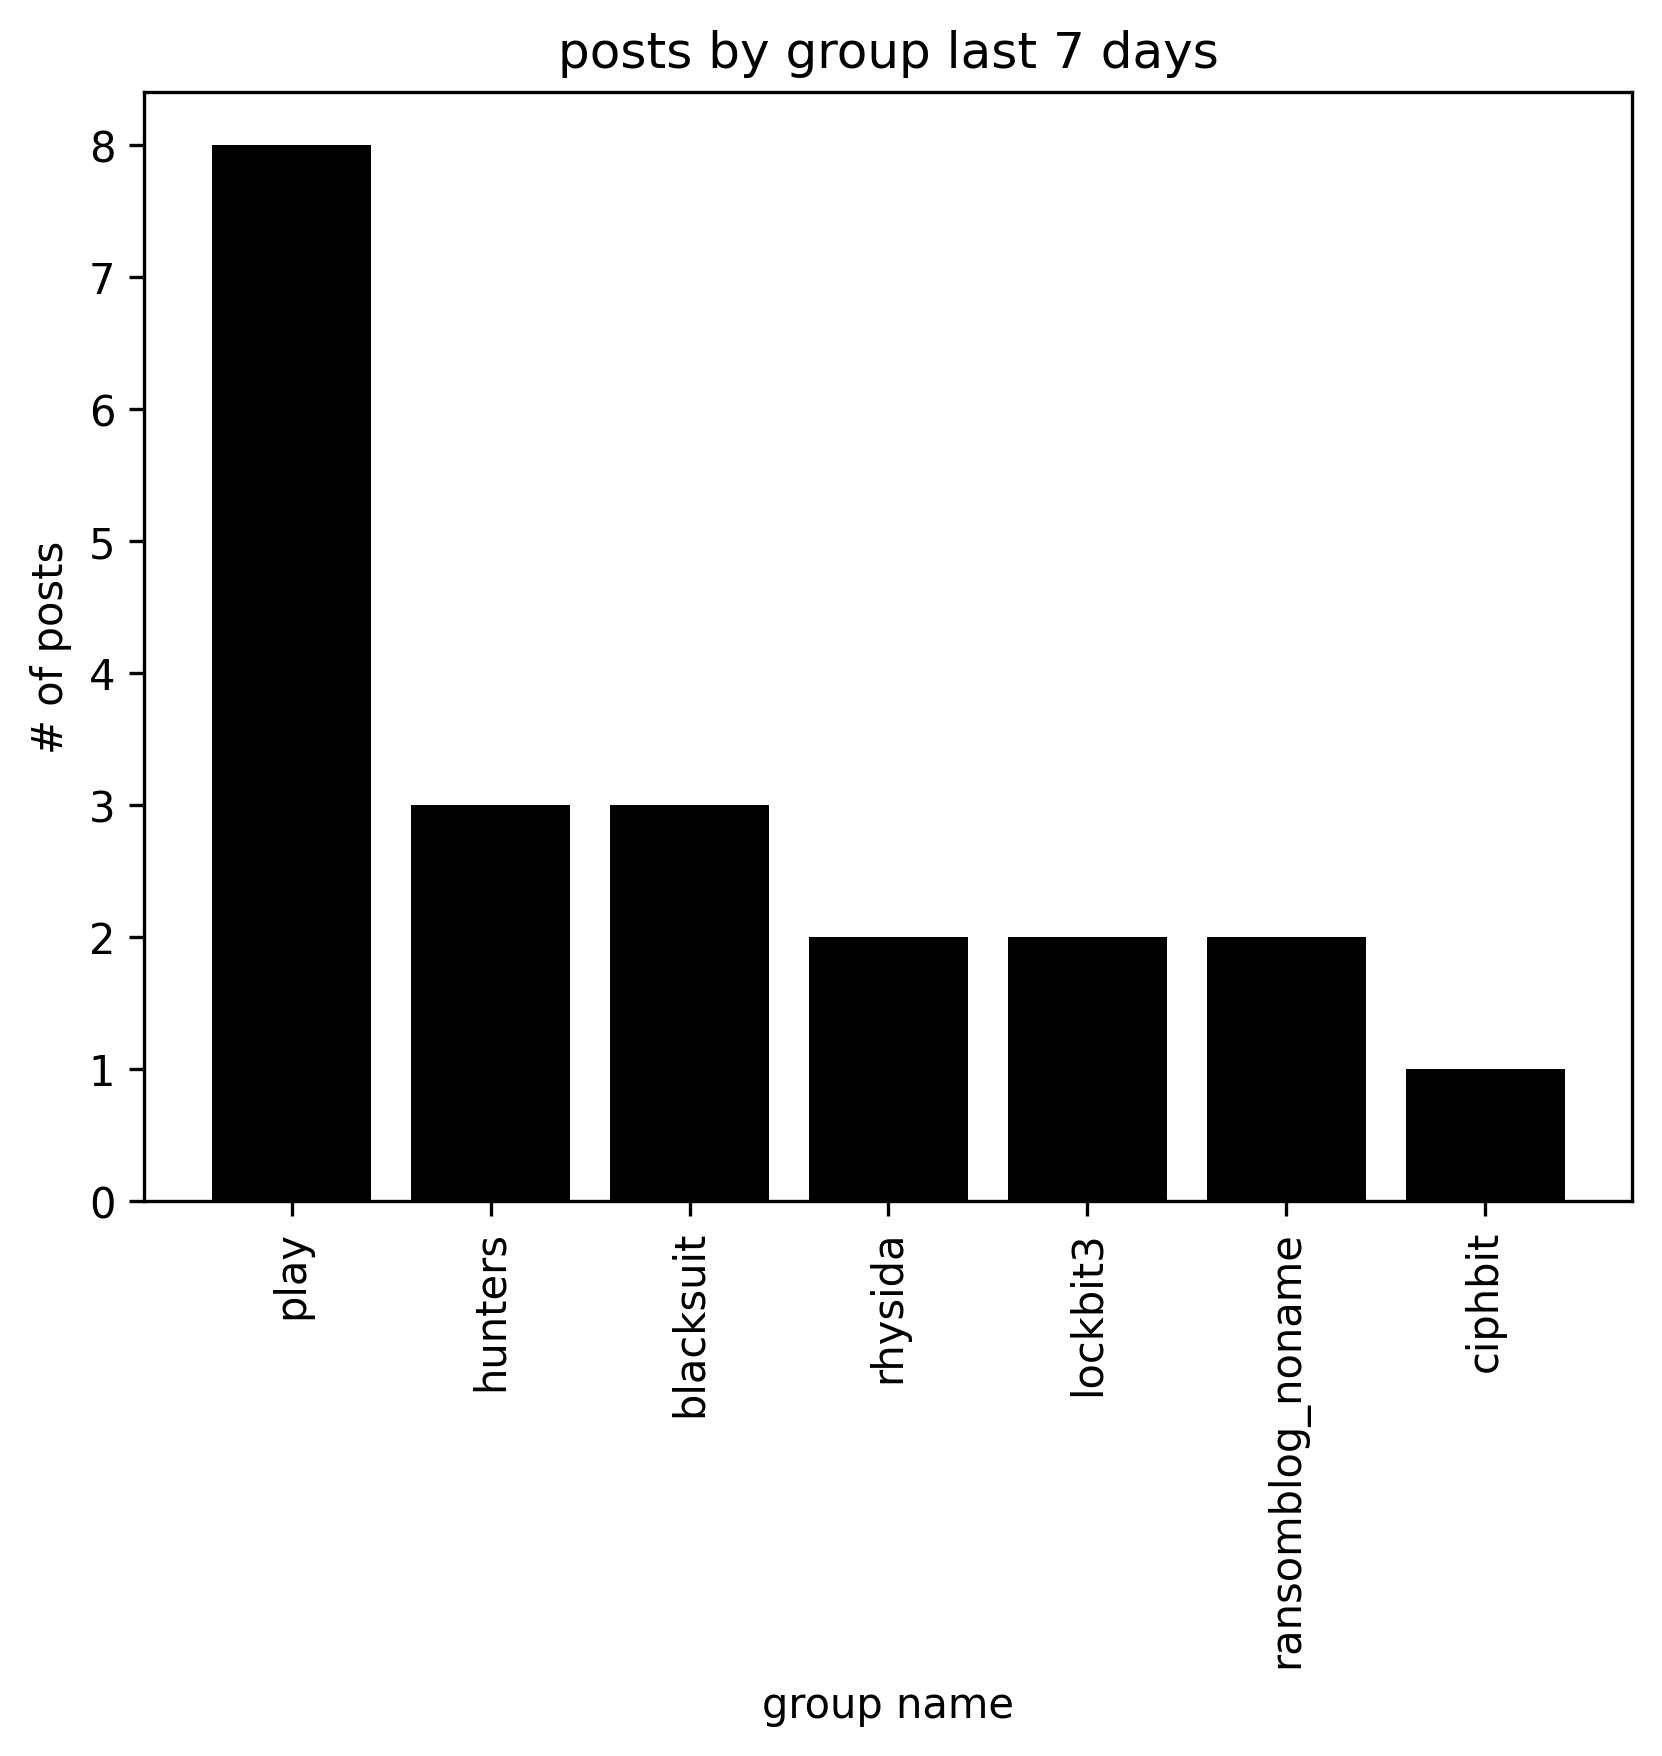 posts by group last 7 days
# of posts
8
7
6
5
4
3
2
1
0
play
hunters
blacksuit
rhysida
lockbit3
ransomblog_noname
ciphbit
group name